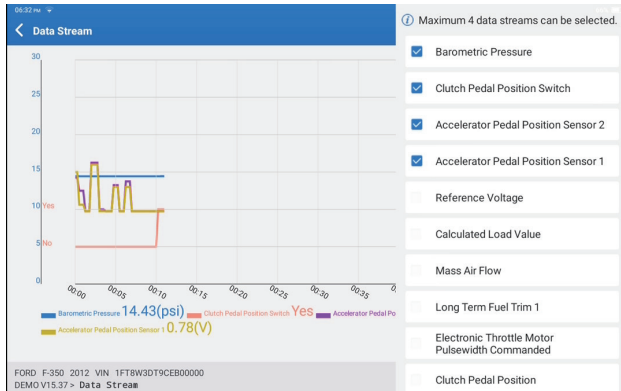 06:32 PM
Data Stream
30
25
20
15
10 Yes
5 No
0
00:00 00:05 00:10 00:15 00:20 00:25 00:30 00:35 0
Barometric Pressure 14.43(psi) Clutch Pedal Position Switch Yes Accelerator Pedal Po
Accelerator Pedal Position Sensor 1 0.78(V)
FORD F-350 2012 VIN 1FT8W3DT9CEB00000
DEMO V15.37 > Data Stream
Maximum 4 data streams can be selected.
Barometric Pressure
Clutch Pedal Position Switch
Accelerator Pedal Position Sensor 2
Accelerator Pedal Position Sensor 1
Reference Voltage
Calculated Load Value
Mass Air Flow
Long Term Fuel Trim 1
Electronic Throttle Motor
Pulsewidth Commanded
Clutch Pedal Position